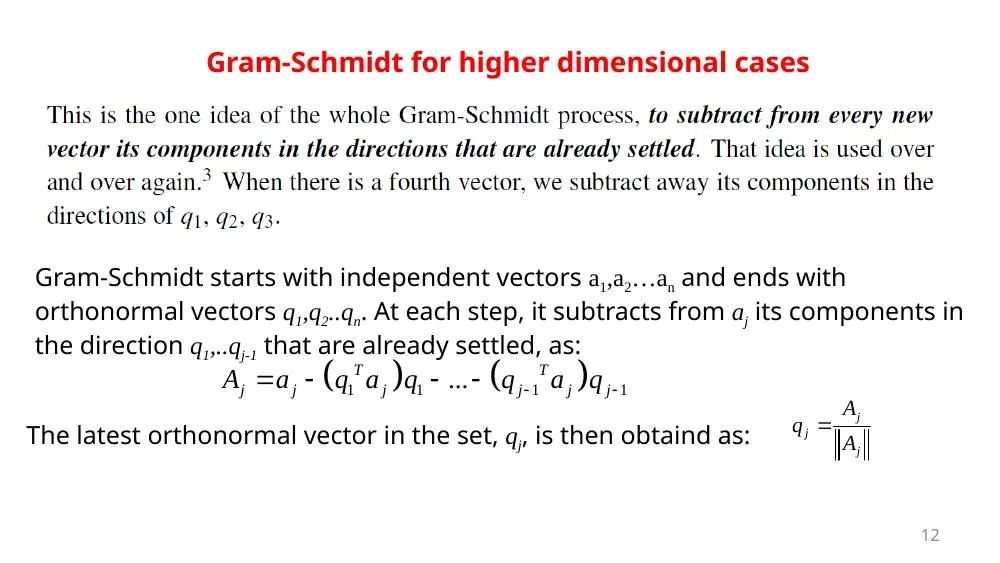 Gram-Schmidt for higher dimensional cases
This is the one idea of the whole Gram-Schmidt process, to subtract from every new
vector its components in the directions that are already settled. That idea is used over
and over again.³ When there is a fourth vector, we subtract away its components in the
directions of q₁, q₂, q₃.
Gram-Schmidt starts with independent vectors a₁,a₂…aₙ and ends with
orthonormal vectors q₁,q₂..qₙ. At each step, it subtracts from aⱼ its components in
the direction q₁,..qⱼ₋₁ that are already settled, as:
Aⱼ = aⱼ - (q₁ᵀaⱼ)q₁ - ... - (qⱼ₋₁ᵀaⱼ)qⱼ₋₁
The latest orthonormal vector in the set, qⱼ, is then obtaind as: qⱼ = Aⱼ / ‖Aⱼ‖
12